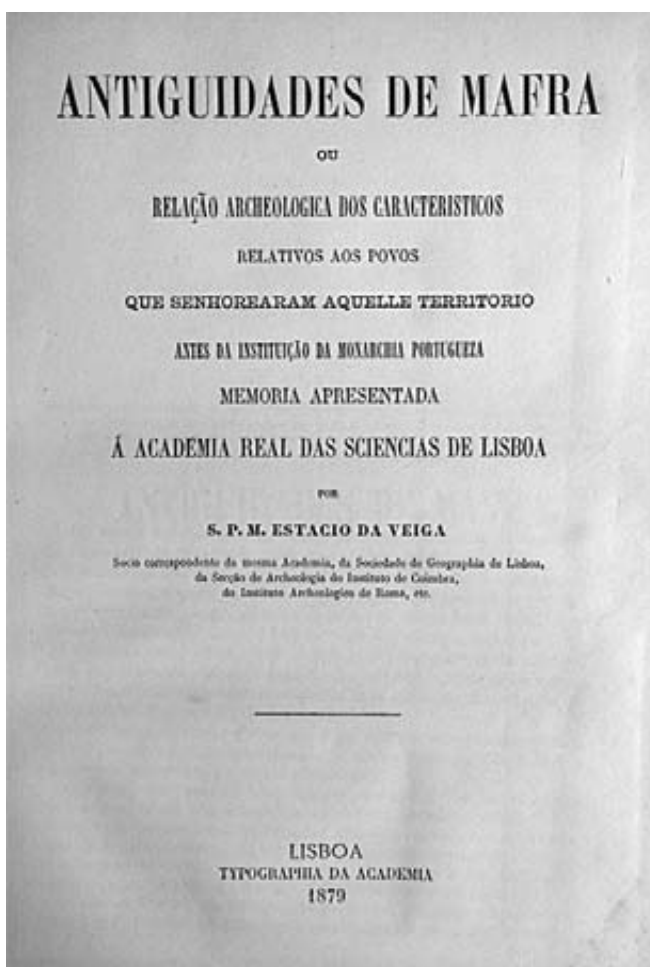 ANTIGUIDADES DE MAFRA
OU
RELAÇÃO ARCHEOLOGICA DOS CARACTERISTICOS
RELATIVOS AOS POVOS
QUE SENHOREARAM AQUELLE TERRITORIO
ANTES DA INSTITUIÇÃO DA MONARCHIA PORTUGUEZA
MEMORIA APRESENTADA
Á ACADEMIA REAL DAS SCIENCIAS DE LISBOA
POR
S. P. M. ESTACIO DA VEIGA
Socio correspondente da mesma Academia, da Sociedade de Geographia de Lisboa,
da Secção de Archeologia do Instituto de Coimbra,
do Instituto Archeologico de Roma, etc.
LISBOA
TYPOGRAPHIA DA ACADEMIA
1879